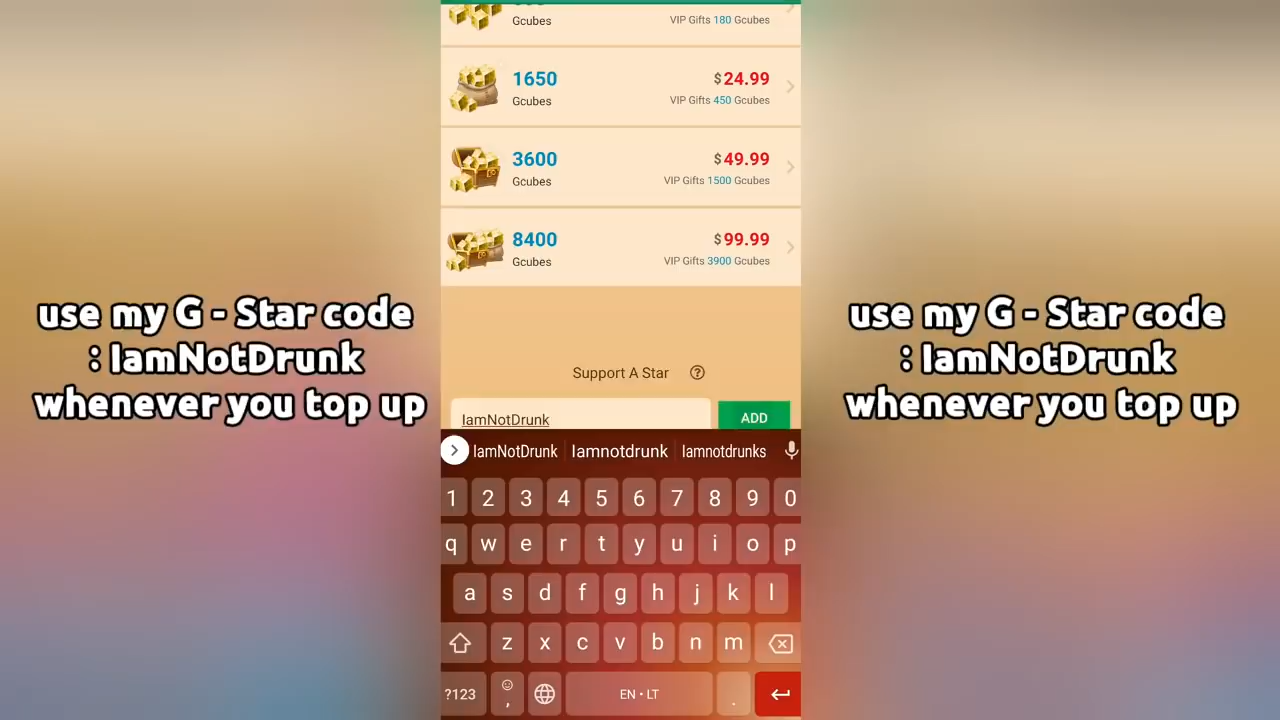 Gcubes
VIP Gifts 180 Gcubes
1650
$24.99
Gcubes
VIP Gifts 450 Gcubes
3600
$49.99
Gcubes
VIP Gifts 1500 Gcubes
8400
$99.99
Gcubes
VIP Gifts 3900 Gcubes
use my G - Star code
: IamNotDrunk
whenever you top up
use my G - Star code
: IamNotDrunk
whenever you top up
Support A Star ?
IamNotDrunk
ADD
IamNotDrunk Iamnotdrunk Iamnotdrunks
1 2 3 4 5 6 7 8 9 0
q w e r t y u i o p
a s d f g h j k l
z x c v b n m
?123 , EN • LT .